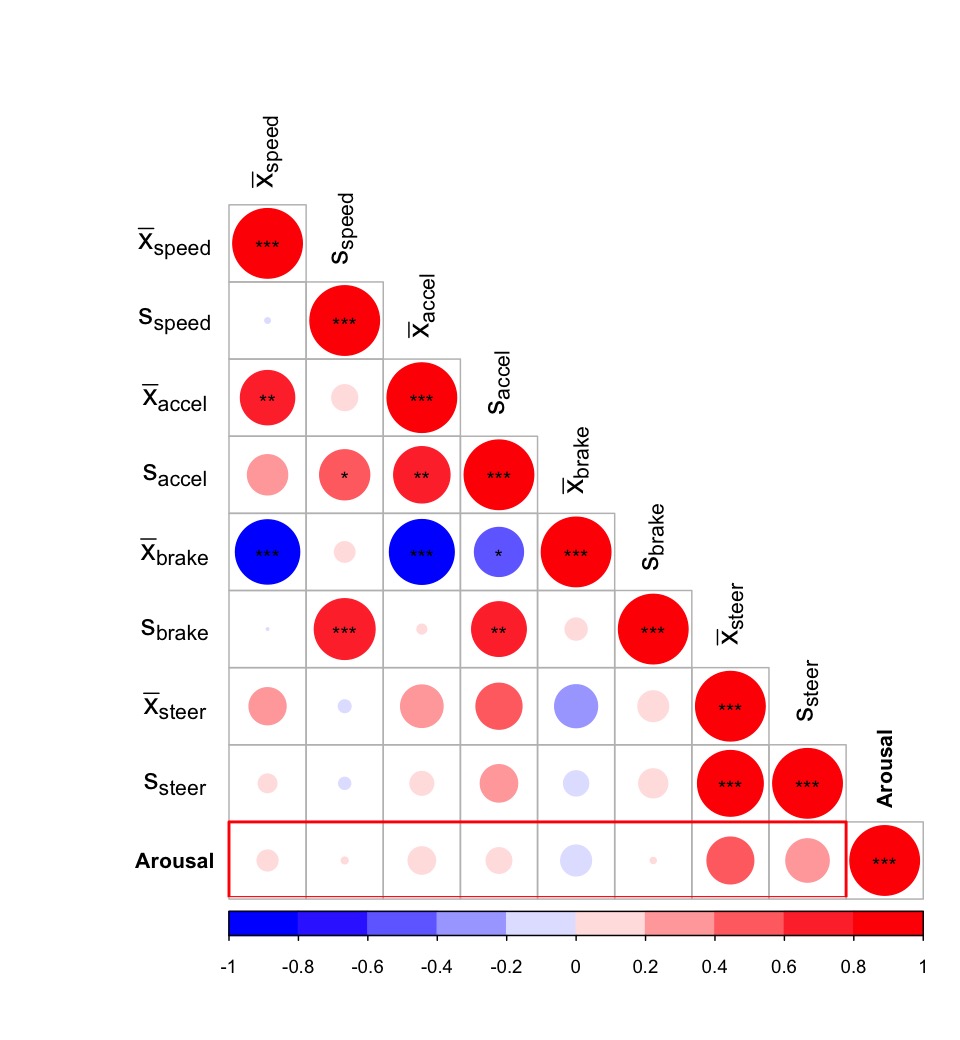 x̅speed
sspeed
x̅accel
saccel
x̅brake
sbrake
x̅steer
ssteer
Arousal
x̅speed ***
sspeed ***
x̅accel ** ***
saccel * ** ***
x̅brake *** *** * ***
sbrake *** ** ***
x̅steer ***
ssteer *** ***
Arousal ***
-1 -0.8 -0.6 -0.4 -0.2 0 0.2 0.4 0.6 0.8 1